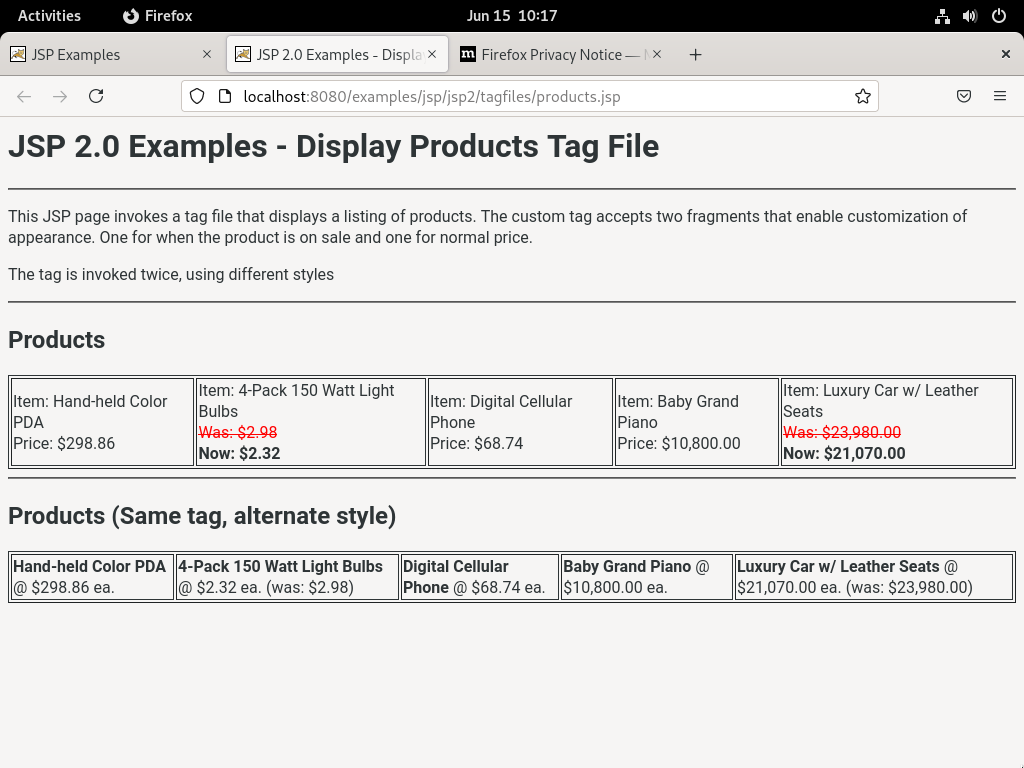 Activities Firefox Jun 15 10:17
JSP Examples
JSP 2.0 Examples - Displa
Firefox Privacy Notice —
localhost:8080/examples/jsp/jsp2/tagfiles/products.jsp
JSP 2.0 Examples - Display Products Tag File
This JSP page invokes a tag file that displays a listing of products. The custom tag accepts two fragments that enable customization of
appearance. One for when the product is on sale and one for normal price.
The tag is invoked twice, using different styles
Products
Item: Hand-held Color
PDA
Price: $298.86
Item: 4-Pack 150 Watt Light
Bulbs
Was: $2.98
Now: $2.32
Item: Digital Cellular
Phone
Price: $68.74
Item: Baby Grand
Piano
Price: $10,800.00
Item: Luxury Car w/ Leather
Seats
Was: $23,980.00
Now: $21,070.00
Products (Same tag, alternate style)
Hand-held Color PDA
@ $298.86 ea.
4-Pack 150 Watt Light Bulbs
@ $2.32 ea. (was: $2.98)
Digital Cellular
Phone @ $68.74 ea.
Baby Grand Piano @
$10,800.00 ea.
Luxury Car w/ Leather Seats @
$21,070.00 ea. (was: $23,980.00)